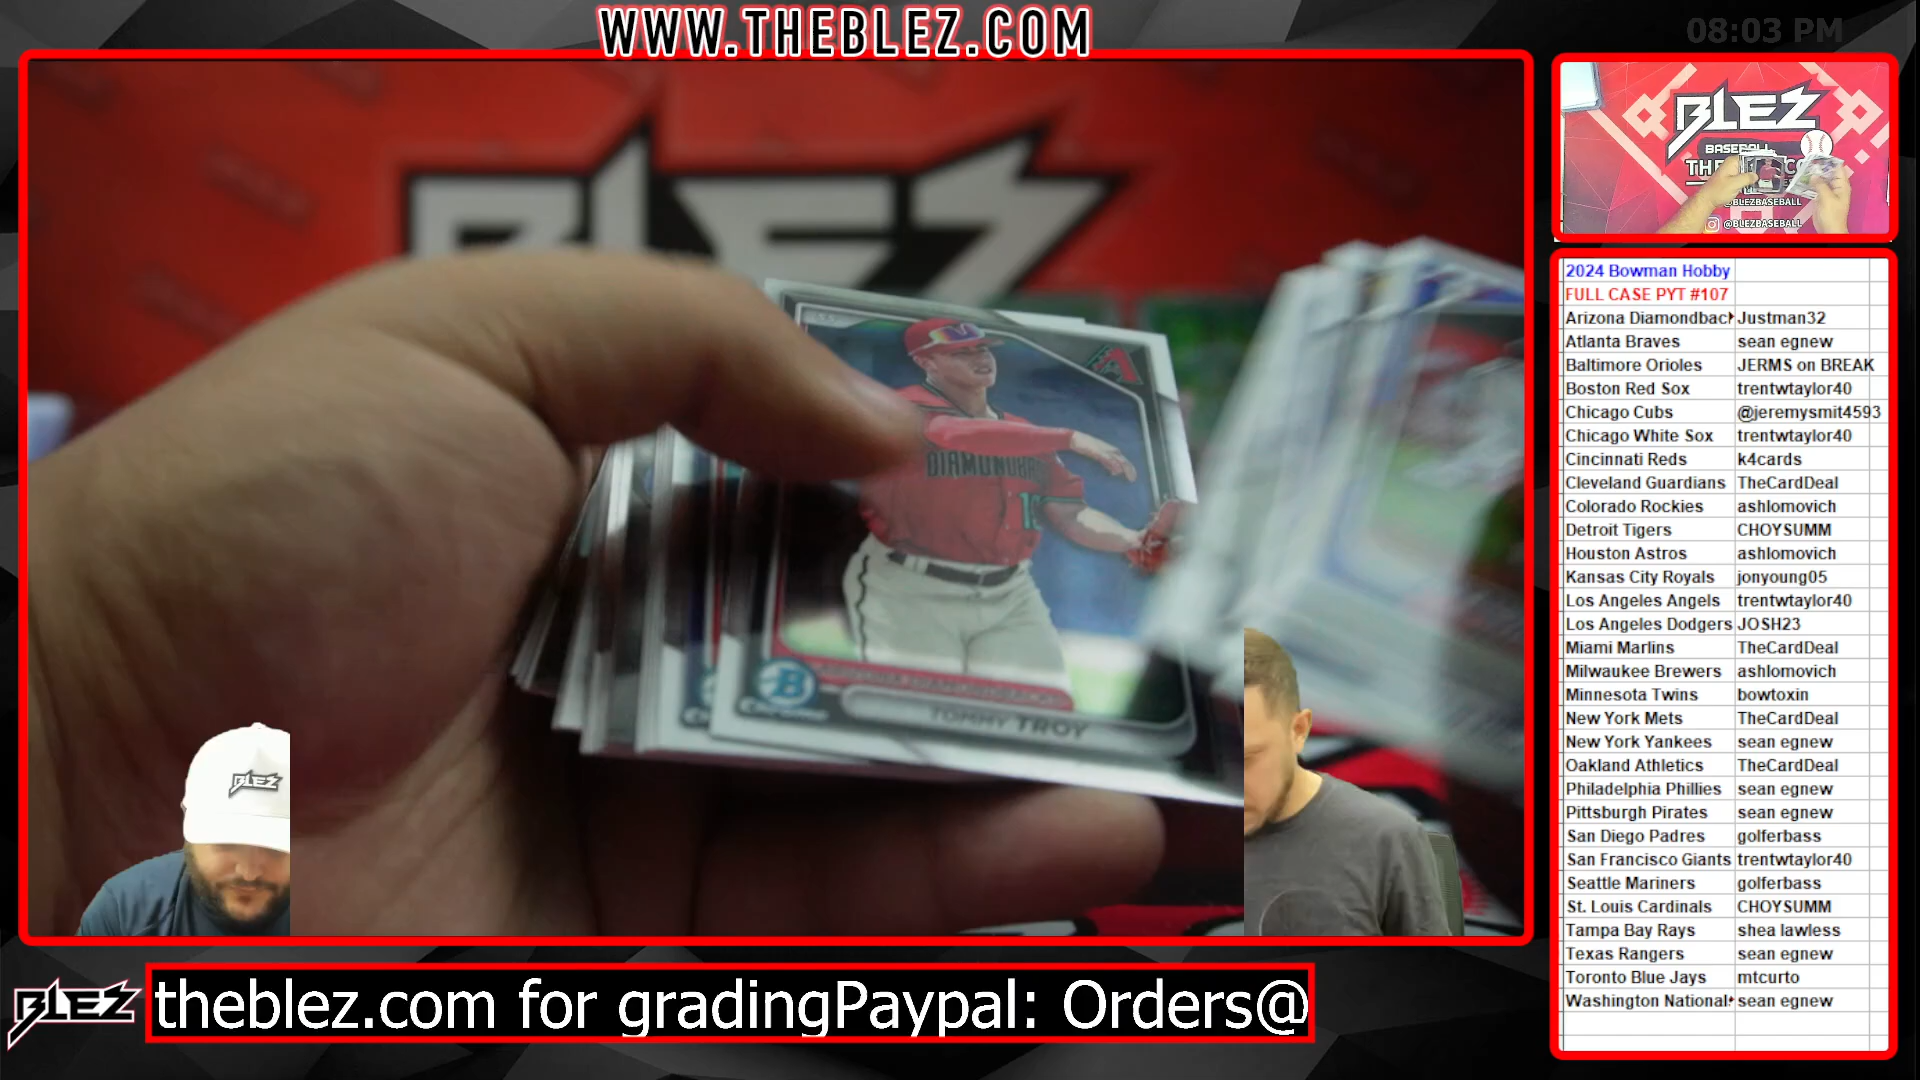 WWW.THEBLEZ.COM
08:03 PM
BLEZ
DIAMONDBA
TOMMY TROY
BLEZ
BASEBALL
@BLEZBASEBALL
@BLEZBASEBALL
2024 Bowman Hobby
FULL CASE PYT #107
Arizona Diamondback Justman32
Atlanta Braves sean egnew
Baltimore Orioles JERMS on BREAK
Boston Red Sox trentwtaylor40
Chicago Cubs @jeremysmit4593
Chicago White Sox trentwtaylor40
Cincinnati Reds k4cards
Cleveland Guardians TheCardDeal
Colorado Rockies ashlomovich
Detroit Tigers CHOYSUMM
Houston Astros ashlomovich
Kansas City Royals jonyoung05
Los Angeles Angels trentwtaylor40
Los Angeles Dodgers JOSH23
Miami Marlins TheCardDeal
Milwaukee Brewers ashlomovich
Minnesota Twins bowtoxin
New York Mets TheCardDeal
New York Yankees sean egnew
Oakland Athletics TheCardDeal
Philadelphia Phillies sean egnew
Pittsburgh Pirates sean egnew
San Diego Padres golferbass
San Francisco Giants trentwtaylor40
Seattle Mariners golferbass
St. Louis Cardinals CHOYSUMM
Tampa Bay Rays shea lawless
Texas Rangers sean egnew
Toronto Blue Jays mtcurto
Washington National sean egnew
BLEZ
BLEZ
theblez.com for gradingPaypal: Orders@